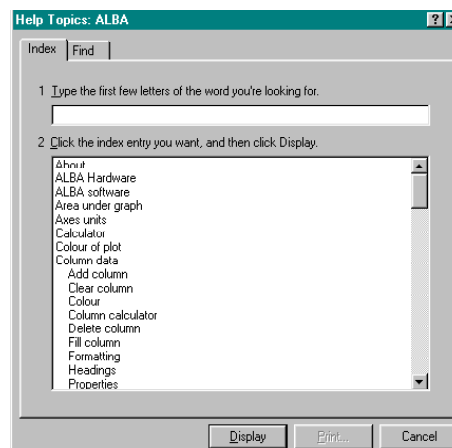 Help Topics: ALBA
Index Find
1 Type the first few letters of the word you're looking for.
2 Click the index entry you want, and then click Display.
About
ALBA Hardware
ALBA software
Area under graph
Axes units
Calculator
Colour of plot
Column data
Add column
Clear column
Colour
Column calculator
Delete column
Fill column
Formatting
Headings
Properties
Display Print... Cancel